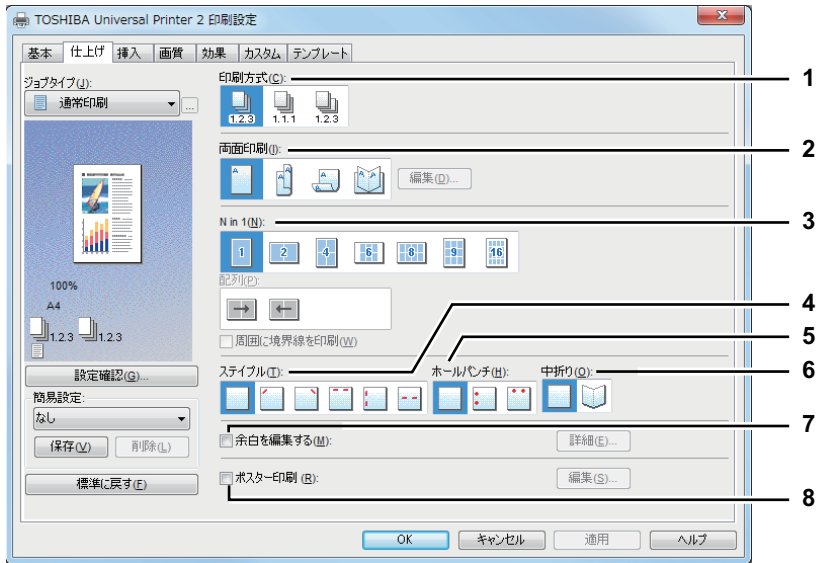 TOSHIBA Universal Printer 2 印刷設定
基本 仕上げ 挿入 画質 効果 カスタム テンプレート
ジョブタイプ(J):
通常印刷
...
100%
A4
1.2.3 1.2.3
設定確認(G)...
簡易設定:
なし
保存(V) 削除(L)
標準に戻す(F)
印刷方式(C): 1
1.2.3 1.1.1 1.2.3
両面印刷(I): 2
A A A A 編集(D)...
N in 1(N): 3
1 2 4 6 8 9 16
配列(P):
周囲に境界線を印刷(W)
4
5
ステイプル(T): ホールパンチ(H): 中折り(O): 6
7
余白を編集する(M): 詳細(E)...
ポスター印刷 (R): 編集(S)...
8
OK キャンセル 適用 ヘルプ